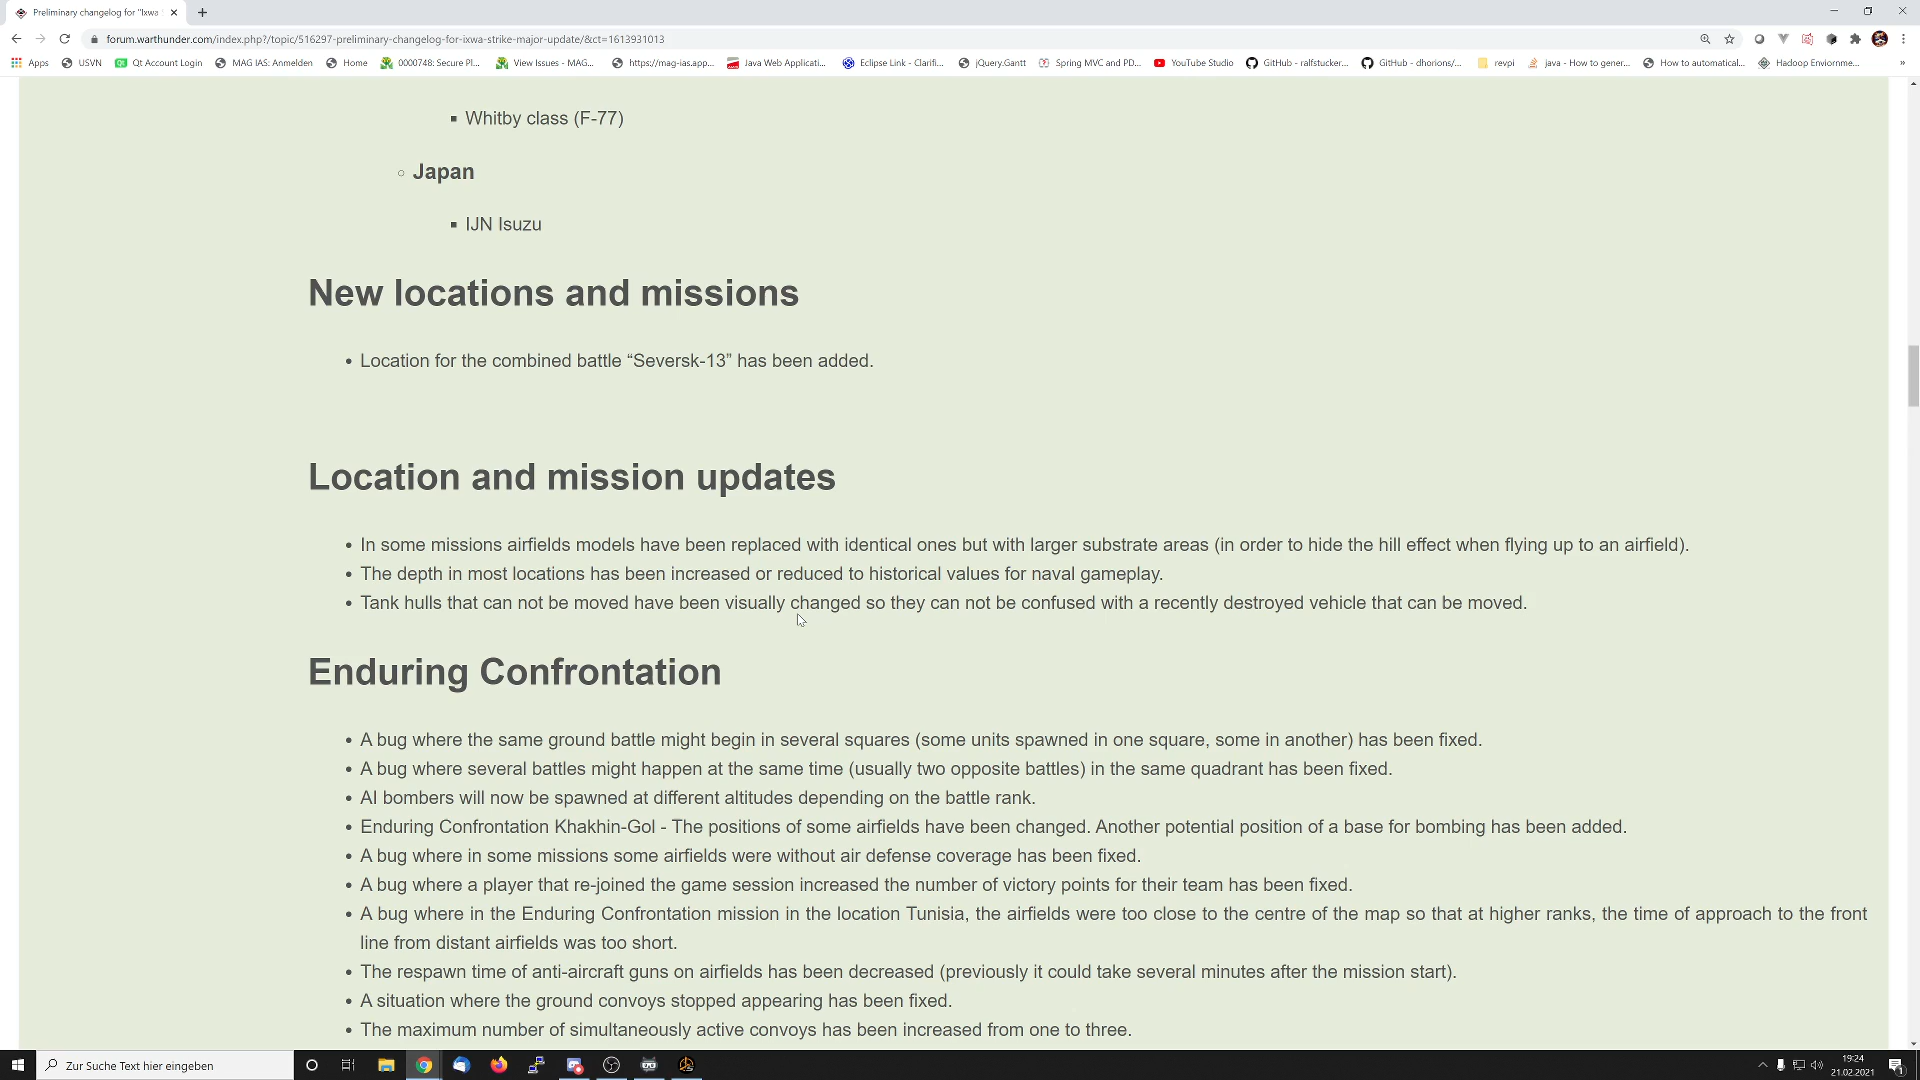 Preliminary changelog for "Ixwa S
forum.warthunder.com/index.php?/topic/516297-preliminary-changelog-for-ixwa-strike-major-update/&ct=1613931013
Apps USVN Qt Account Login MAG IAS: Anmelden Home 0000748: Secure Pl... View Issues - MAG... https://mag-ias.app... Java Web Applicati... Eclipse Link - Clarifi... jQuery.Gantt Spring MVC and PD... YouTube Studio GitHub - ralfstucker... GitHub - dhorions/... revpi java - How to gener... How to automatical... Hadoop Enviornme... »
Whitby class (F-77)
Japan
IJN Isuzu
New locations and missions
Location for the combined battle “Seversk-13” has been added.
Location and mission updates
In some missions airfields models have been replaced with identical ones but with larger substrate areas (in order to hide the hill effect when flying up to an airfield).
The depth in most locations has been increased or reduced to historical values for naval gameplay.
Tank hulls that can not be moved have been visually changed so they can not be confused with a recently destroyed vehicle that can be moved.
Enduring Confrontation
A bug where the same ground battle might begin in several squares (some units spawned in one square, some in another) has been fixed.
A bug where several battles might happen at the same time (usually two opposite battles) in the same quadrant has been fixed.
AI bombers will now be spawned at different altitudes depending on the battle rank.
Enduring Confrontation Khakhin-Gol - The positions of some airfields have been changed. Another potential position of a base for bombing has been added.
A bug where in some missions some airfields were without air defense coverage has been fixed.
A bug where a player that re-joined the game session increased the number of victory points for their team has been fixed.
A bug where in the Enduring Confrontation mission in the location Tunisia, the airfields were too close to the centre of the map so that at higher ranks, the time of approach to the front
line from distant airfields was too short.
The respawn time of anti-aircraft guns on airfields has been decreased (previously it could take several minutes after the mission start).
A situation where the ground convoys stopped appearing has been fixed.
The maximum number of simultaneously active convoys has been increased from one to three.
Zur Suche Text hier eingeben
19:24
21.02.2021
1